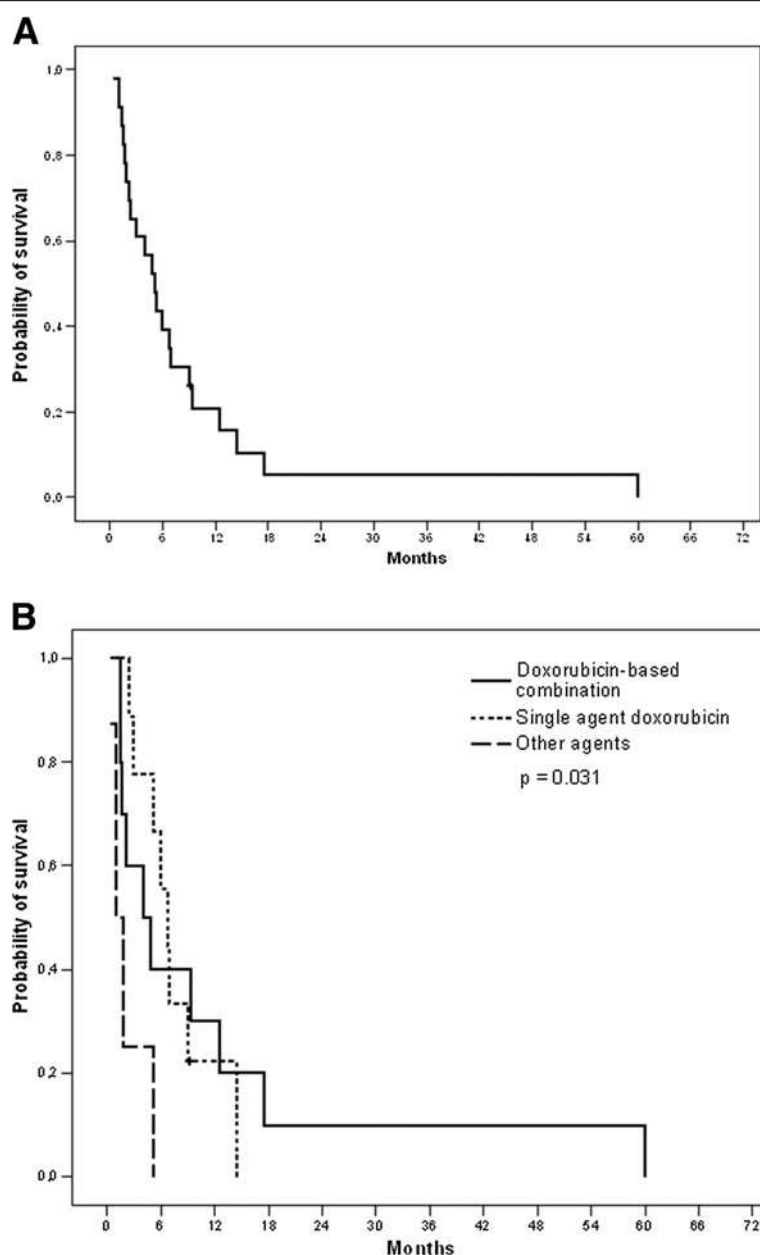 A
Probability of survival
1,0
0,8
0,6
0,4
0,2
0,0
0 6 12 18 24 30 36 42 48 54 60 66 72
Months
B
Probability of survival
1,0
0,8
0,6
0,4
0,2
0,0
Doxorubicin-based
combination
Single agent doxorubicin
Other agents
p = 0.031
0 6 12 18 24 30 36 42 48 54 60 66 72
Months